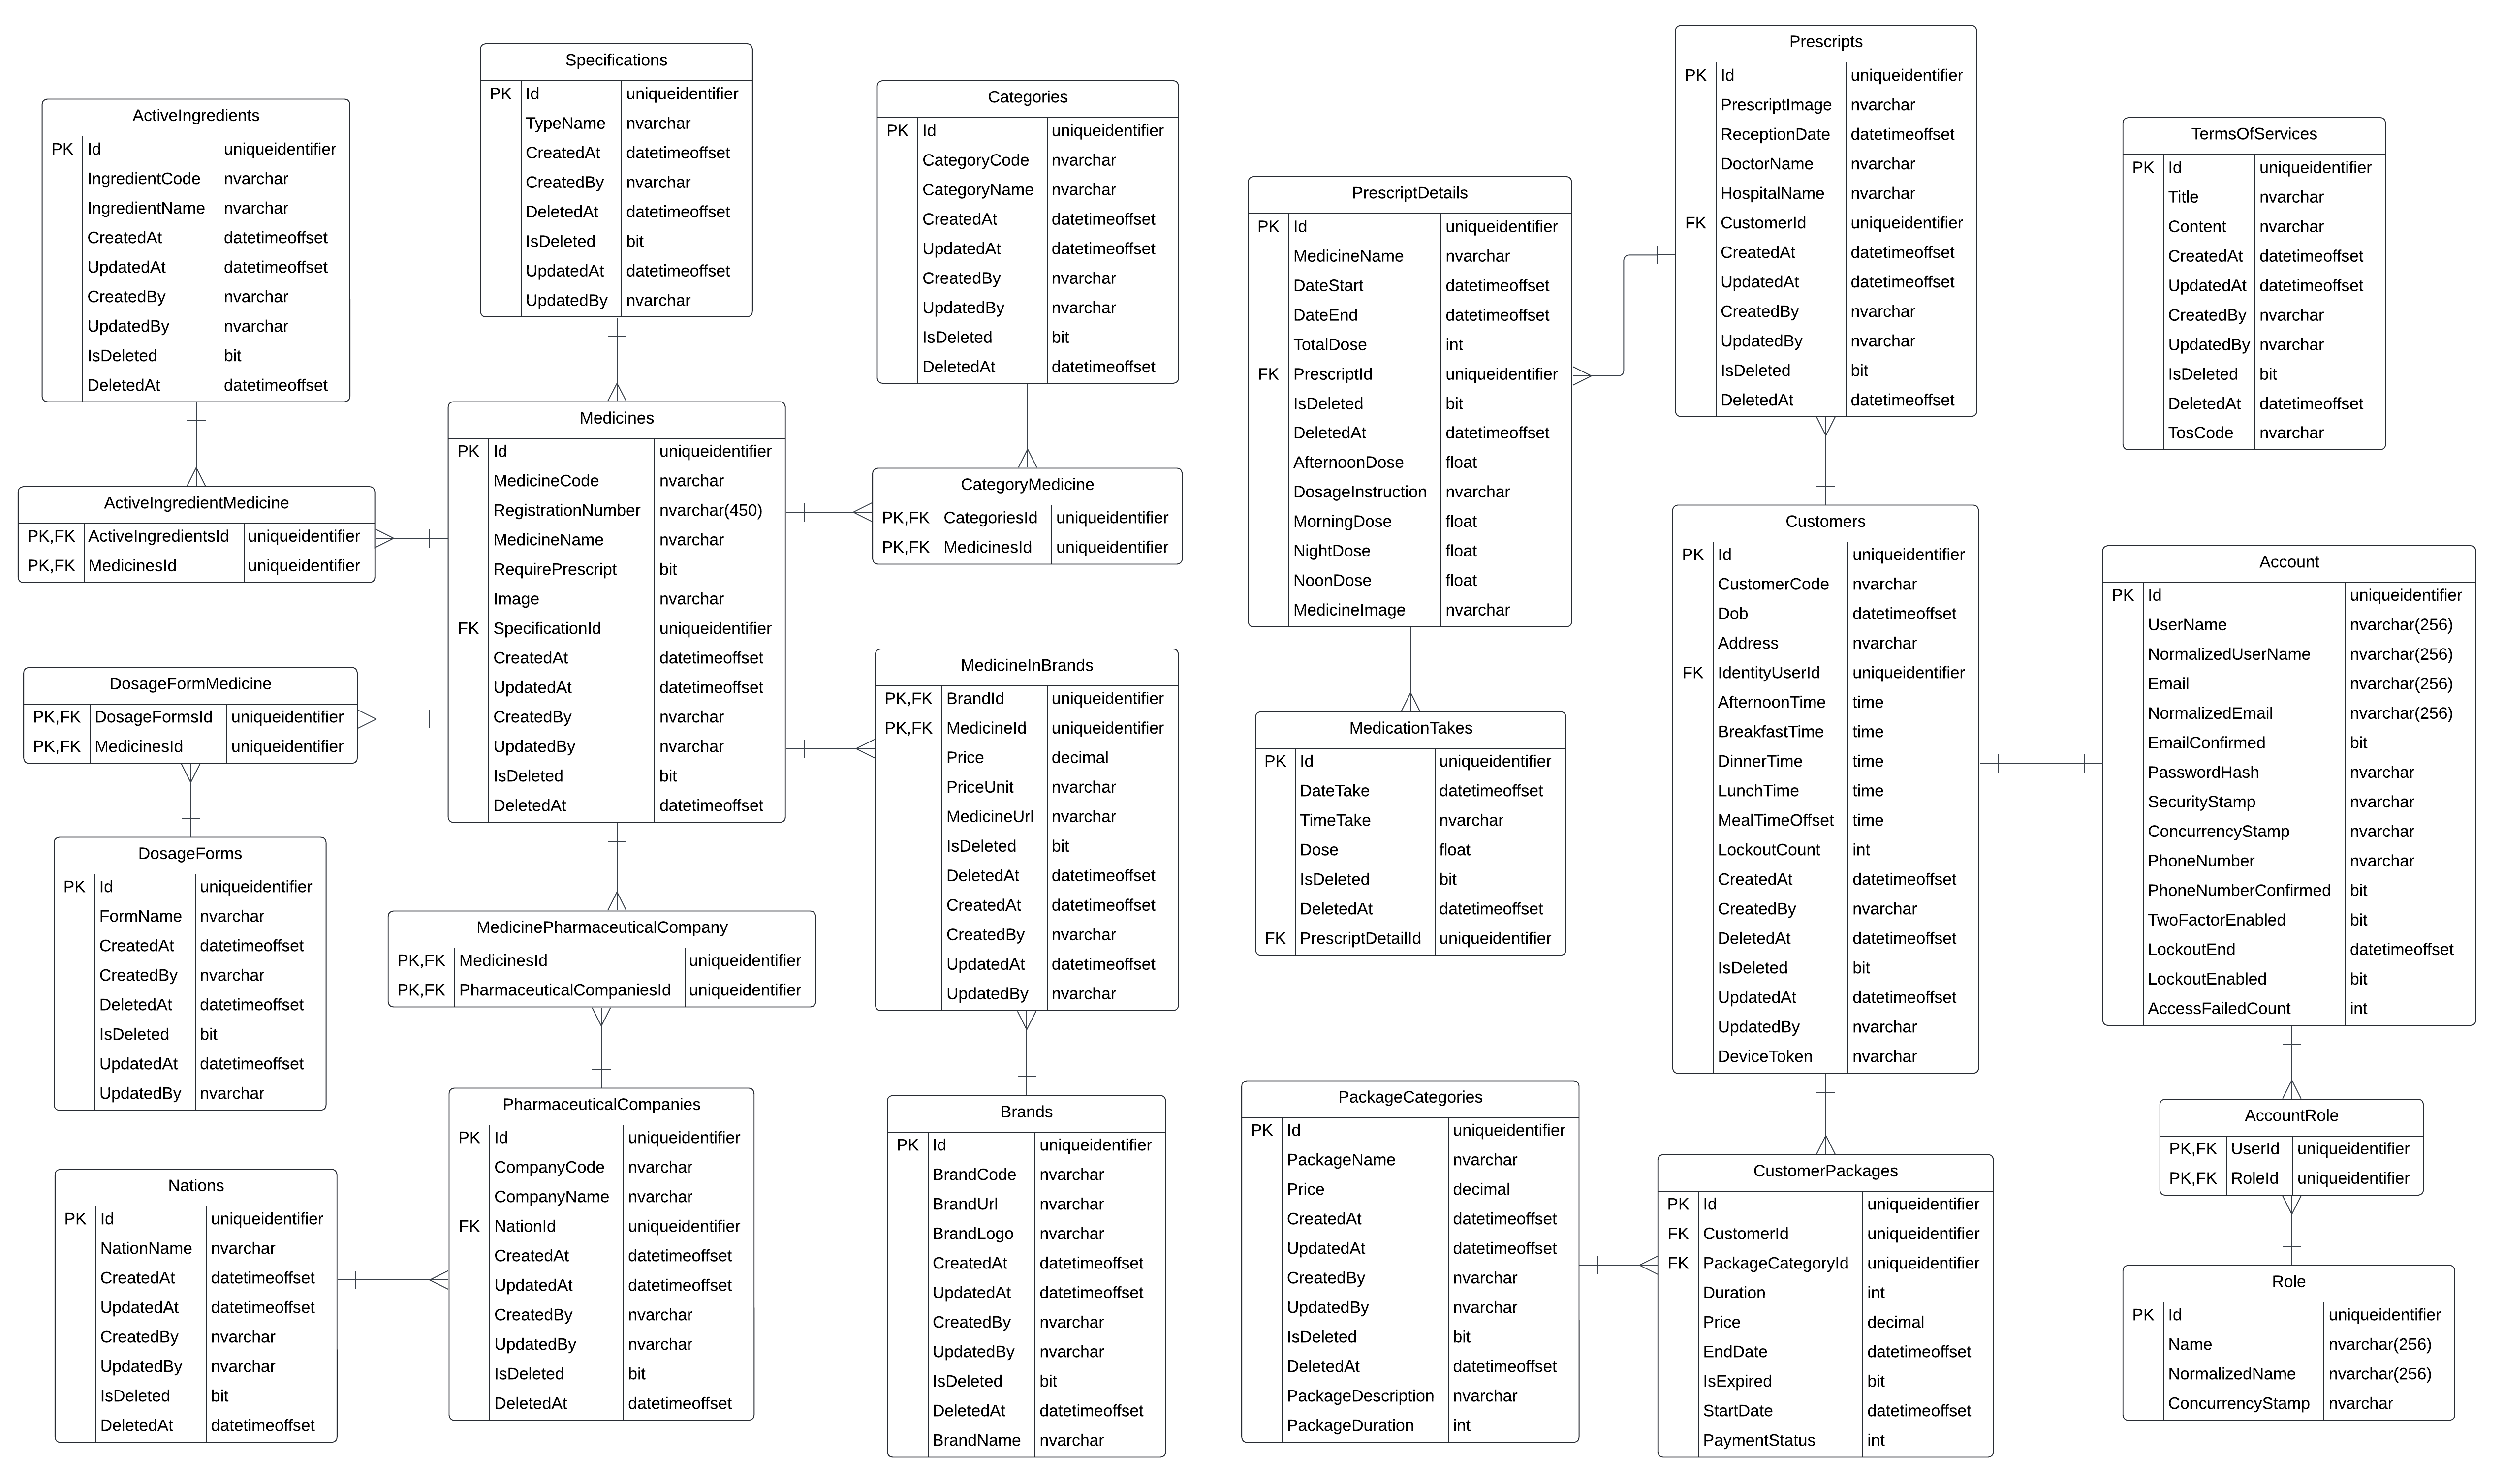 ActiveIngredients
PK Id uniqueidentifier
IngredientCode nvarchar
IngredientName nvarchar
CreatedAt datetimeoffset
UpdatedAt datetimeoffset
CreatedBy nvarchar
UpdatedBy nvarchar
IsDeleted bit
DeletedAt datetimeoffset
ActiveIngredientMedicine
PK,FK ActiveIngredientsId uniqueidentifier
PK,FK MedicinesId uniqueidentifier
DosageFormMedicine
PK,FK DosageFormsId uniqueidentifier
PK,FK MedicinesId uniqueidentifier
DosageForms
PK Id uniqueidentifier
FormName nvarchar
CreatedAt datetimeoffset
CreatedBy nvarchar
DeletedAt datetimeoffset
IsDeleted bit
UpdatedAt datetimeoffset
UpdatedBy nvarchar
Nations
PK Id uniqueidentifier
NationName nvarchar
CreatedAt datetimeoffset
UpdatedAt datetimeoffset
CreatedBy nvarchar
UpdatedBy nvarchar
IsDeleted bit
DeletedAt datetimeoffset
Specifications
PK Id uniqueidentifier
TypeName nvarchar
CreatedAt datetimeoffset
CreatedBy nvarchar
DeletedAt datetimeoffset
IsDeleted bit
UpdatedAt datetimeoffset
UpdatedBy nvarchar
Medicines
PK Id uniqueidentifier
MedicineCode nvarchar
RegistrationNumber nvarchar(450)
MedicineName nvarchar
RequirePrescript bit
Image nvarchar
FK SpecificationId uniqueidentifier
CreatedAt datetimeoffset
UpdatedAt datetimeoffset
CreatedBy nvarchar
UpdatedBy nvarchar
IsDeleted bit
DeletedAt datetimeoffset
MedicinePharmaceuticalCompany
PK,FK MedicinesId uniqueidentifier
PK,FK PharmaceuticalCompaniesId uniqueidentifier
PharmaceuticalCompanies
PK Id uniqueidentifier
CompanyCode nvarchar
CompanyName nvarchar
FK NationId uniqueidentifier
CreatedAt datetimeoffset
UpdatedAt datetimeoffset
CreatedBy nvarchar
UpdatedBy nvarchar
IsDeleted bit
DeletedAt datetimeoffset
Categories
PK Id uniqueidentifier
CategoryCode nvarchar
CategoryName nvarchar
CreatedAt datetimeoffset
UpdatedAt datetimeoffset
CreatedBy nvarchar
UpdatedBy nvarchar
IsDeleted bit
DeletedAt datetimeoffset
CategoryMedicine
PK,FK CategoriesId uniqueidentifier
PK,FK MedicinesId uniqueidentifier
MedicineInBrands
PK,FK BrandId uniqueidentifier
PK,FK MedicineId uniqueidentifier
Price decimal
PriceUnit nvarchar
MedicineUrl nvarchar
IsDeleted bit
DeletedAt datetimeoffset
CreatedAt datetimeoffset
CreatedBy nvarchar
UpdatedAt datetimeoffset
UpdatedBy nvarchar
Brands
PK Id uniqueidentifier
BrandCode nvarchar
BrandUrl nvarchar
BrandLogo nvarchar
CreatedAt datetimeoffset
UpdatedAt datetimeoffset
CreatedBy nvarchar
UpdatedBy nvarchar
IsDeleted bit
DeletedAt datetimeoffset
BrandName nvarchar
PrescriptDetails
PK Id uniqueidentifier
MedicineName nvarchar
DateStart datetimeoffset
DateEnd datetimeoffset
TotalDose int
FK PrescriptId uniqueidentifier
IsDeleted bit
DeletedAt datetimeoffset
AfternoonDose float
DosageInstruction nvarchar
MorningDose float
NightDose float
NoonDose float
MedicineImage nvarchar
MedicationTakes
PK Id uniqueidentifier
DateTake datetimeoffset
TimeTake nvarchar
Dose float
IsDeleted bit
DeletedAt datetimeoffset
FK PrescriptDetailId uniqueidentifier
PackageCategories
PK Id uniqueidentifier
PackageName nvarchar
Price decimal
CreatedAt datetimeoffset
UpdatedAt datetimeoffset
CreatedBy nvarchar
UpdatedBy nvarchar
IsDeleted bit
DeletedAt datetimeoffset
PackageDescription nvarchar
PackageDuration int
Prescripts
PK Id uniqueidentifier
PrescriptImage nvarchar
ReceptionDate datetimeoffset
DoctorName nvarchar
HospitalName nvarchar
FK CustomerId uniqueidentifier
CreatedAt datetimeoffset
UpdatedAt datetimeoffset
CreatedBy nvarchar
UpdatedBy nvarchar
IsDeleted bit
DeletedAt datetimeoffset
Customers
PK Id uniqueidentifier
CustomerCode nvarchar
Dob datetimeoffset
Address nvarchar
FK IdentityUserId uniqueidentifier
AfternoonTime time
BreakfastTime time
DinnerTime time
LunchTime time
MealTimeOffset time
LockoutCount int
CreatedAt datetimeoffset
CreatedBy nvarchar
DeletedAt datetimeoffset
IsDeleted bit
UpdatedAt datetimeoffset
UpdatedBy nvarchar
DeviceToken nvarchar
CustomerPackages
PK Id uniqueidentifier
FK CustomerId uniqueidentifier
FK PackageCategoryId uniqueidentifier
Duration int
Price decimal
EndDate datetimeoffset
IsExpired bit
StartDate datetimeoffset
PaymentStatus int
TermsOfServices
PK Id uniqueidentifier
Title nvarchar
Content nvarchar
CreatedAt datetimeoffset
UpdatedAt datetimeoffset
CreatedBy nvarchar
UpdatedBy nvarchar
IsDeleted bit
DeletedAt datetimeoffset
TosCode nvarchar
Account
PK Id uniqueidentifier
UserName nvarchar(256)
NormalizedUserName nvarchar(256)
Email nvarchar(256)
NormalizedEmail nvarchar(256)
EmailConfirmed bit
PasswordHash nvarchar
SecurityStamp nvarchar
ConcurrencyStamp nvarchar
PhoneNumber nvarchar
PhoneNumberConfirmed bit
TwoFactorEnabled bit
LockoutEnd datetimeoffset
LockoutEnabled bit
AccessFailedCount int
AccountRole
PK,FK UserId uniqueidentifier
PK,FK RoleId uniqueidentifier
Role
PK Id uniqueidentifier
Name nvarchar(256)
NormalizedName nvarchar(256)
ConcurrencyStamp nvarchar